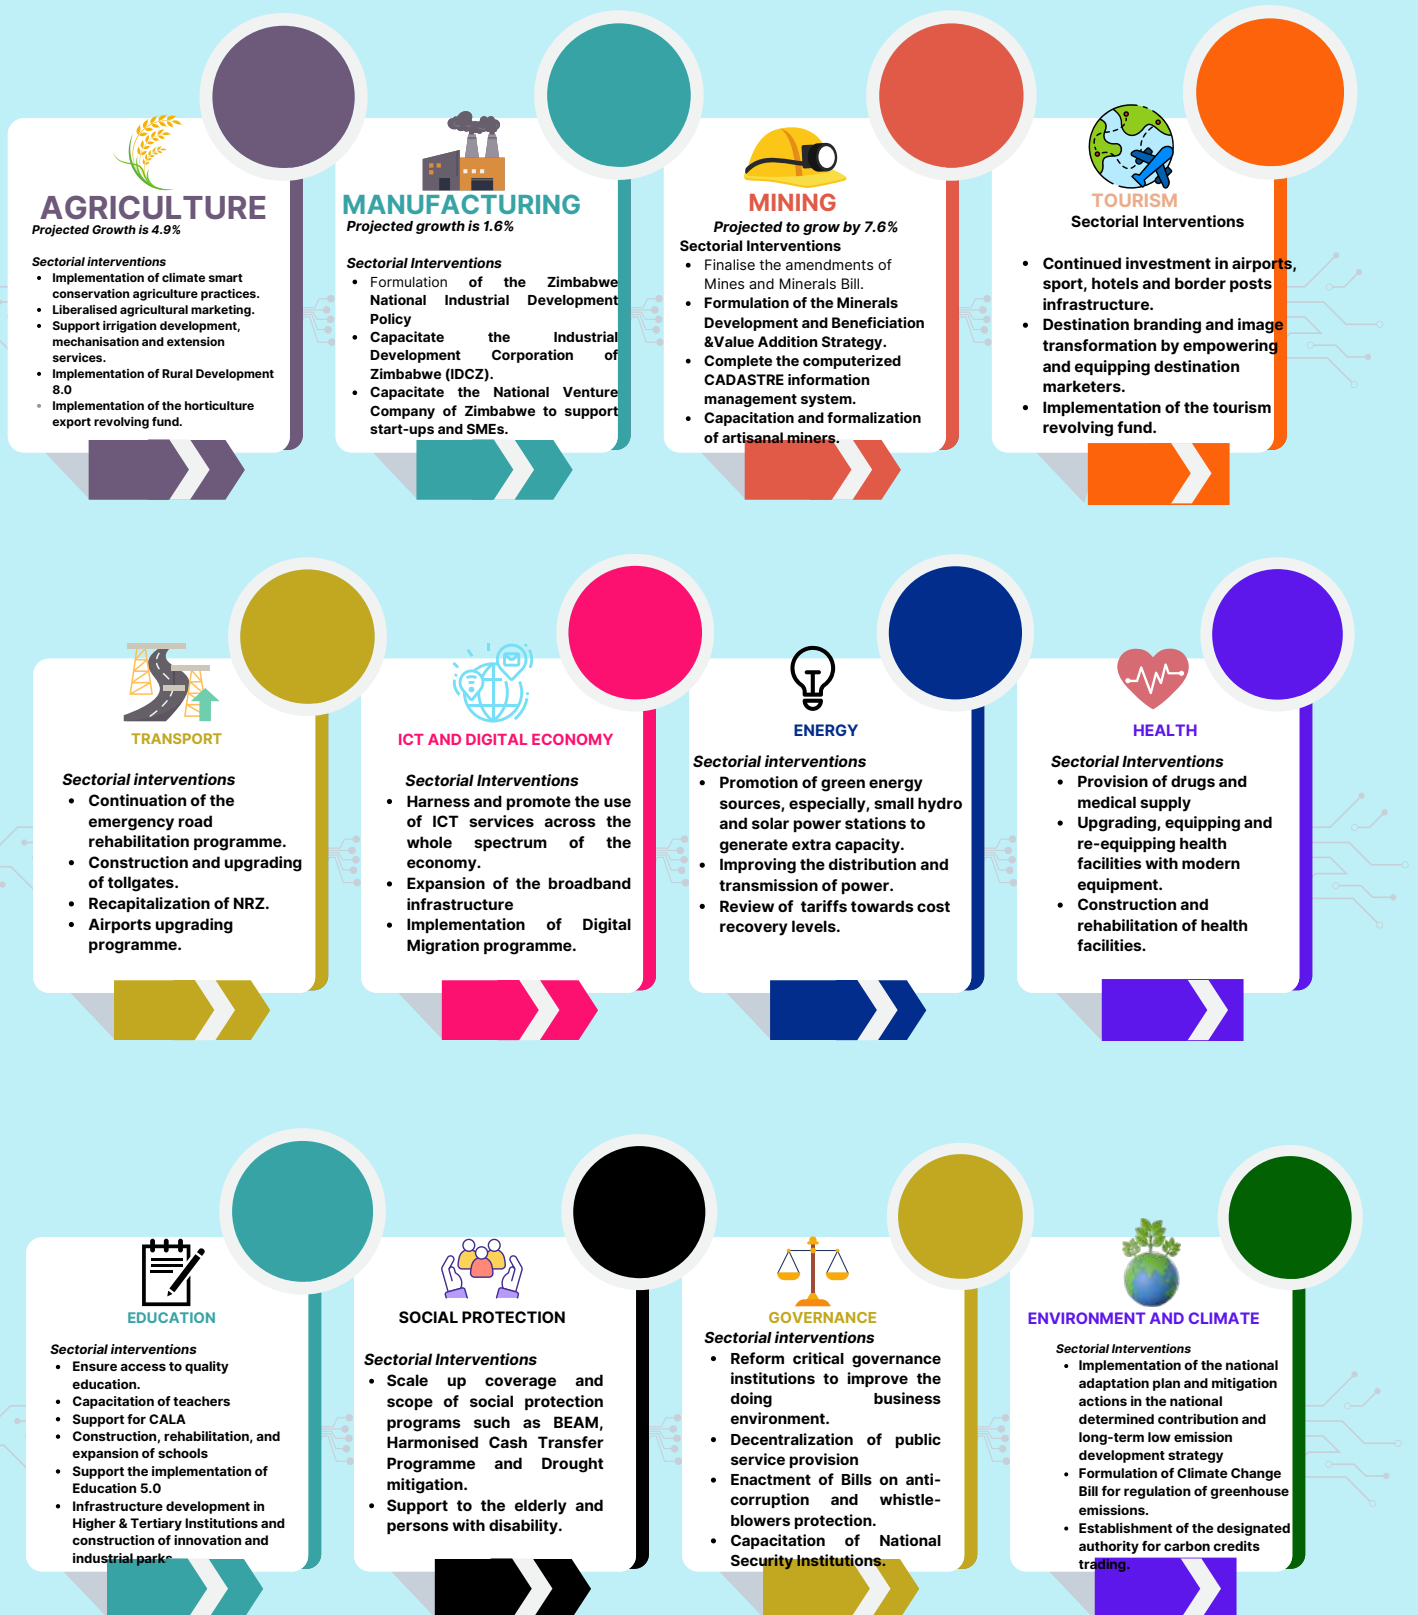 AGRICULTURE
Projected Growth is 4.9%
Sectorial interventions
• Implementation of climate smart
conservation agriculture practices.
• Liberalised agricultural marketing.
• Support irrigation development,
mechanisation and extension
services.
• Implementation of Rural Development
8.0
• Implementation of the horticulture
export revolving fund.
MANUFACTURING
Projected growth is 1.6%
Sectorial Interventions
• Formulation of the Zimbabwe
National Industrial Development
Policy
• Capacitate the Industrial
Development Corporation of
Zimbabwe (IDCZ).
• Capacitate the National Venture
Company of Zimbabwe to support
start-ups and SMEs.
MINING
Projected to grow by 7.6%
Sectorial Interventions
• Finalise the amendments of
Mines and Minerals Bill.
• Formulation of the Minerals
Development and Beneficiation
&Value Addition Strategy.
• Complete the computerized
CADASTRE information
management system.
• Capacitation and formalization
of artisanal miners.
TOURISM
Sectorial Interventions
• Continued investment in airports,
sport, hotels and border posts
infrastructure.
• Destination branding and image
transformation by empowering
and equipping destination
marketers.
• Implementation of the tourism
revolving fund.
TRANSPORT
Sectorial interventions
• Continuation of the
emergency road
rehabilitation programme.
• Construction and upgrading
of tollgates.
• Recapitalization of NRZ.
• Airports upgrading
programme.
ICT AND DIGITAL ECONOMY
Sectorial Interventions
• Harness and promote the use
of ICT services across the
whole spectrum of the
economy.
• Expansion of the broadband
infrastructure
• Implementation of Digital
Migration programme.
ENERGY
Sectorial interventions
• Promotion of green energy
sources, especially, small hydro
and solar power stations to
generate extra capacity.
• Improving the distribution and
transmission of power.
• Review of tariffs towards cost
recovery levels.
HEALTH
Sectorial Interventions
• Provision of drugs and
medical supply
• Upgrading, equipping and
re-equipping health
facilities with modern
equipment.
• Construction and
rehabilitation of health
facilities.
EDUCATION
Sectorial interventions
• Ensure access to quality
education.
• Capacitation of teachers
• Support for CALA
• Construction, rehabilitation, and
expansion of schools
• Support the implementation of
Education 5.0
• Infrastructure development in
Higher & Tertiary Institutions and
construction of innovation and
industrial parks
SOCIAL PROTECTION
Sectorial Interventions
• Scale up coverage and
scope of social protection
programs such as BEAM,
Harmonised Cash Transfer
Programme and Drought
mitigation.
• Support to the elderly and
persons with disability.
GOVERNANCE
Sectorial interventions
• Reform critical governance
institutions to improve the
doing business
environment.
• Decentralization of public
service provision
• Enactment of Bills on anti-
corruption and whistle-
blowers protection.
• Capacitation of National
Security Institutions.
ENVIRONMENT AND CLIMATE
Sectorial Interventions
• Implementation of the national
adaptation plan and mitigation
actions in the national
determined contribution and
long-term low emission
development strategy
• Formulation of Climate Change
Bill for regulation of greenhouse
emissions.
• Establishment of the designated
authority for carbon credits
trading.